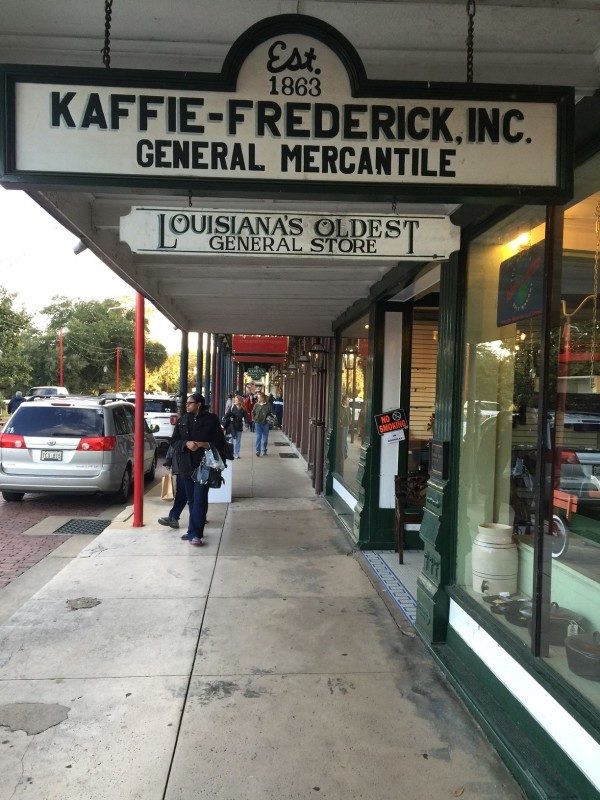 Est.
1863
KAFFIE-FREDERICK, INC.
GENERAL MERCANTILE
LOUISIANA'S OLDEST
GENERAL STORE
NO
SMOKING